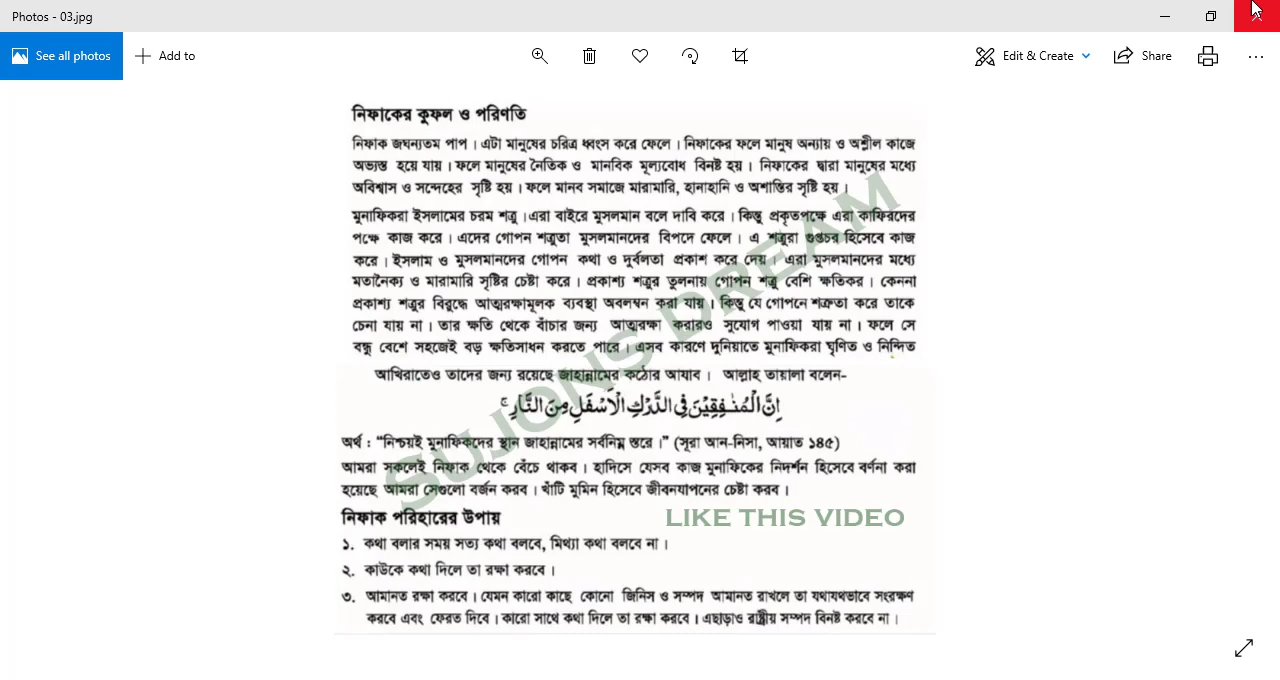 Photos - 03.jpg
See all photos
Add to
Edit & Create
Share
নিফাকের কুফল ও পরিণতি
নিফাক জঘন্যতম পাপ। এটা মানুষের চরিত্র ধ্বংস করে ফেলে। নিফাকের ফলে মানুষ অন্যায় ও অশ্লীল কাজে
অভ্যস্ত হয়ে যায়। ফলে মানুষের নৈতিক ও মানবিক মূল্যবোধ বিনষ্ট হয়। নিফাকের দ্বারা মানুষের মধ্যে
অবিশ্বাস ও সন্দেহের সৃষ্টি হয়। ফলে মানব সমাজে মারামারি, হানাহানি ও অশান্তির সৃষ্টি হয়।
মুনাফিকরা ইসলামের চরম শত্রু। এরা বাইরে মুসলমান বলে দাবি করে। কিন্তু প্রকৃতপক্ষে এরা কাফিরদের
পক্ষে কাজ করে। এদের গোপন শত্রুতা মুসলমানদের বিপদে ফেলে। এ শত্রুরা গুপ্তচর হিসেবে কাজ
করে। ইসলাম ও মুসলমানদের গোপন কথা ও দুর্বলতা প্রকাশ করে দেয়। এরা মুসলমানদের মধ্যে
মতানৈক্য ও মারামারি সৃষ্টির চেষ্টা করে। প্রকাশ্য শত্রুর তুলনায় গোপন শত্রু বেশি ক্ষতিকর। কেননা
প্রকাশ্য শত্রুর বিরুদ্ধে আত্মরক্ষামূলক ব্যবস্থা অবলম্বন করা যায়। কিন্তু যে গোপনে শত্রুতা করে তাকে
চেনা যায় না। তার ক্ষতি থেকে বাঁচার জন্য আত্মরক্ষা করারও সুযোগ পাওয়া যায় না। ফলে সে
বন্ধু বেশে সহজেই বড় ক্ষতিসাধন করতে পারে। এসব কারণে দুনিয়াতে মুনাফিকরা ঘৃণিত ও নিন্দিত
আখিরাতেও তাদের জন্য রয়েছে জাহান্নামের কঠোর আযাব। আল্লাহ তায়ালা বলেন-
اِنَّ الْمُنٰفِقِيْنَ فِى الدَّرْكِ الْاَسْفَلِ مِنَ النَّارِ ۚ
অর্থ : “নিশ্চয়ই মুনাফিকদের স্থান জাহান্নামের সর্বনিম্ন স্তরে।” (সূরা আন-নিসা, আয়াত ১৪৫)
আমরা সকলেই নিফাক থেকে বেঁচে থাকব। হাদিসে যেসব কাজ মুনাফিকের নিদর্শন হিসেবে বর্ণনা করা
হয়েছে আমরা সেগুলো বর্জন করব। খাঁটি মুমিন হিসেবে জীবনযাপনের চেষ্টা করব।
নিফাক পরিহারের উপায়
LIKE THIS VIDEO
১. কথা বলার সময় সত্য কথা বলবে, মিথ্যা কথা বলবে না।
২. কাউকে কথা দিলে তা রক্ষা করবে।
৩. আমানত রক্ষা করবে। যেমন কারো কাছে কোনো জিনিস ও সম্পদ আমানত রাখলে তা যথাযথভাবে সংরক্ষণ
করবে এবং ফেরত দিবে। কারো সাথে কথা দিলে তা রক্ষা করবে। এছাড়াও রাষ্ট্রীয় সম্পদ বিনষ্ট করবে না।
SUJONS DREAM